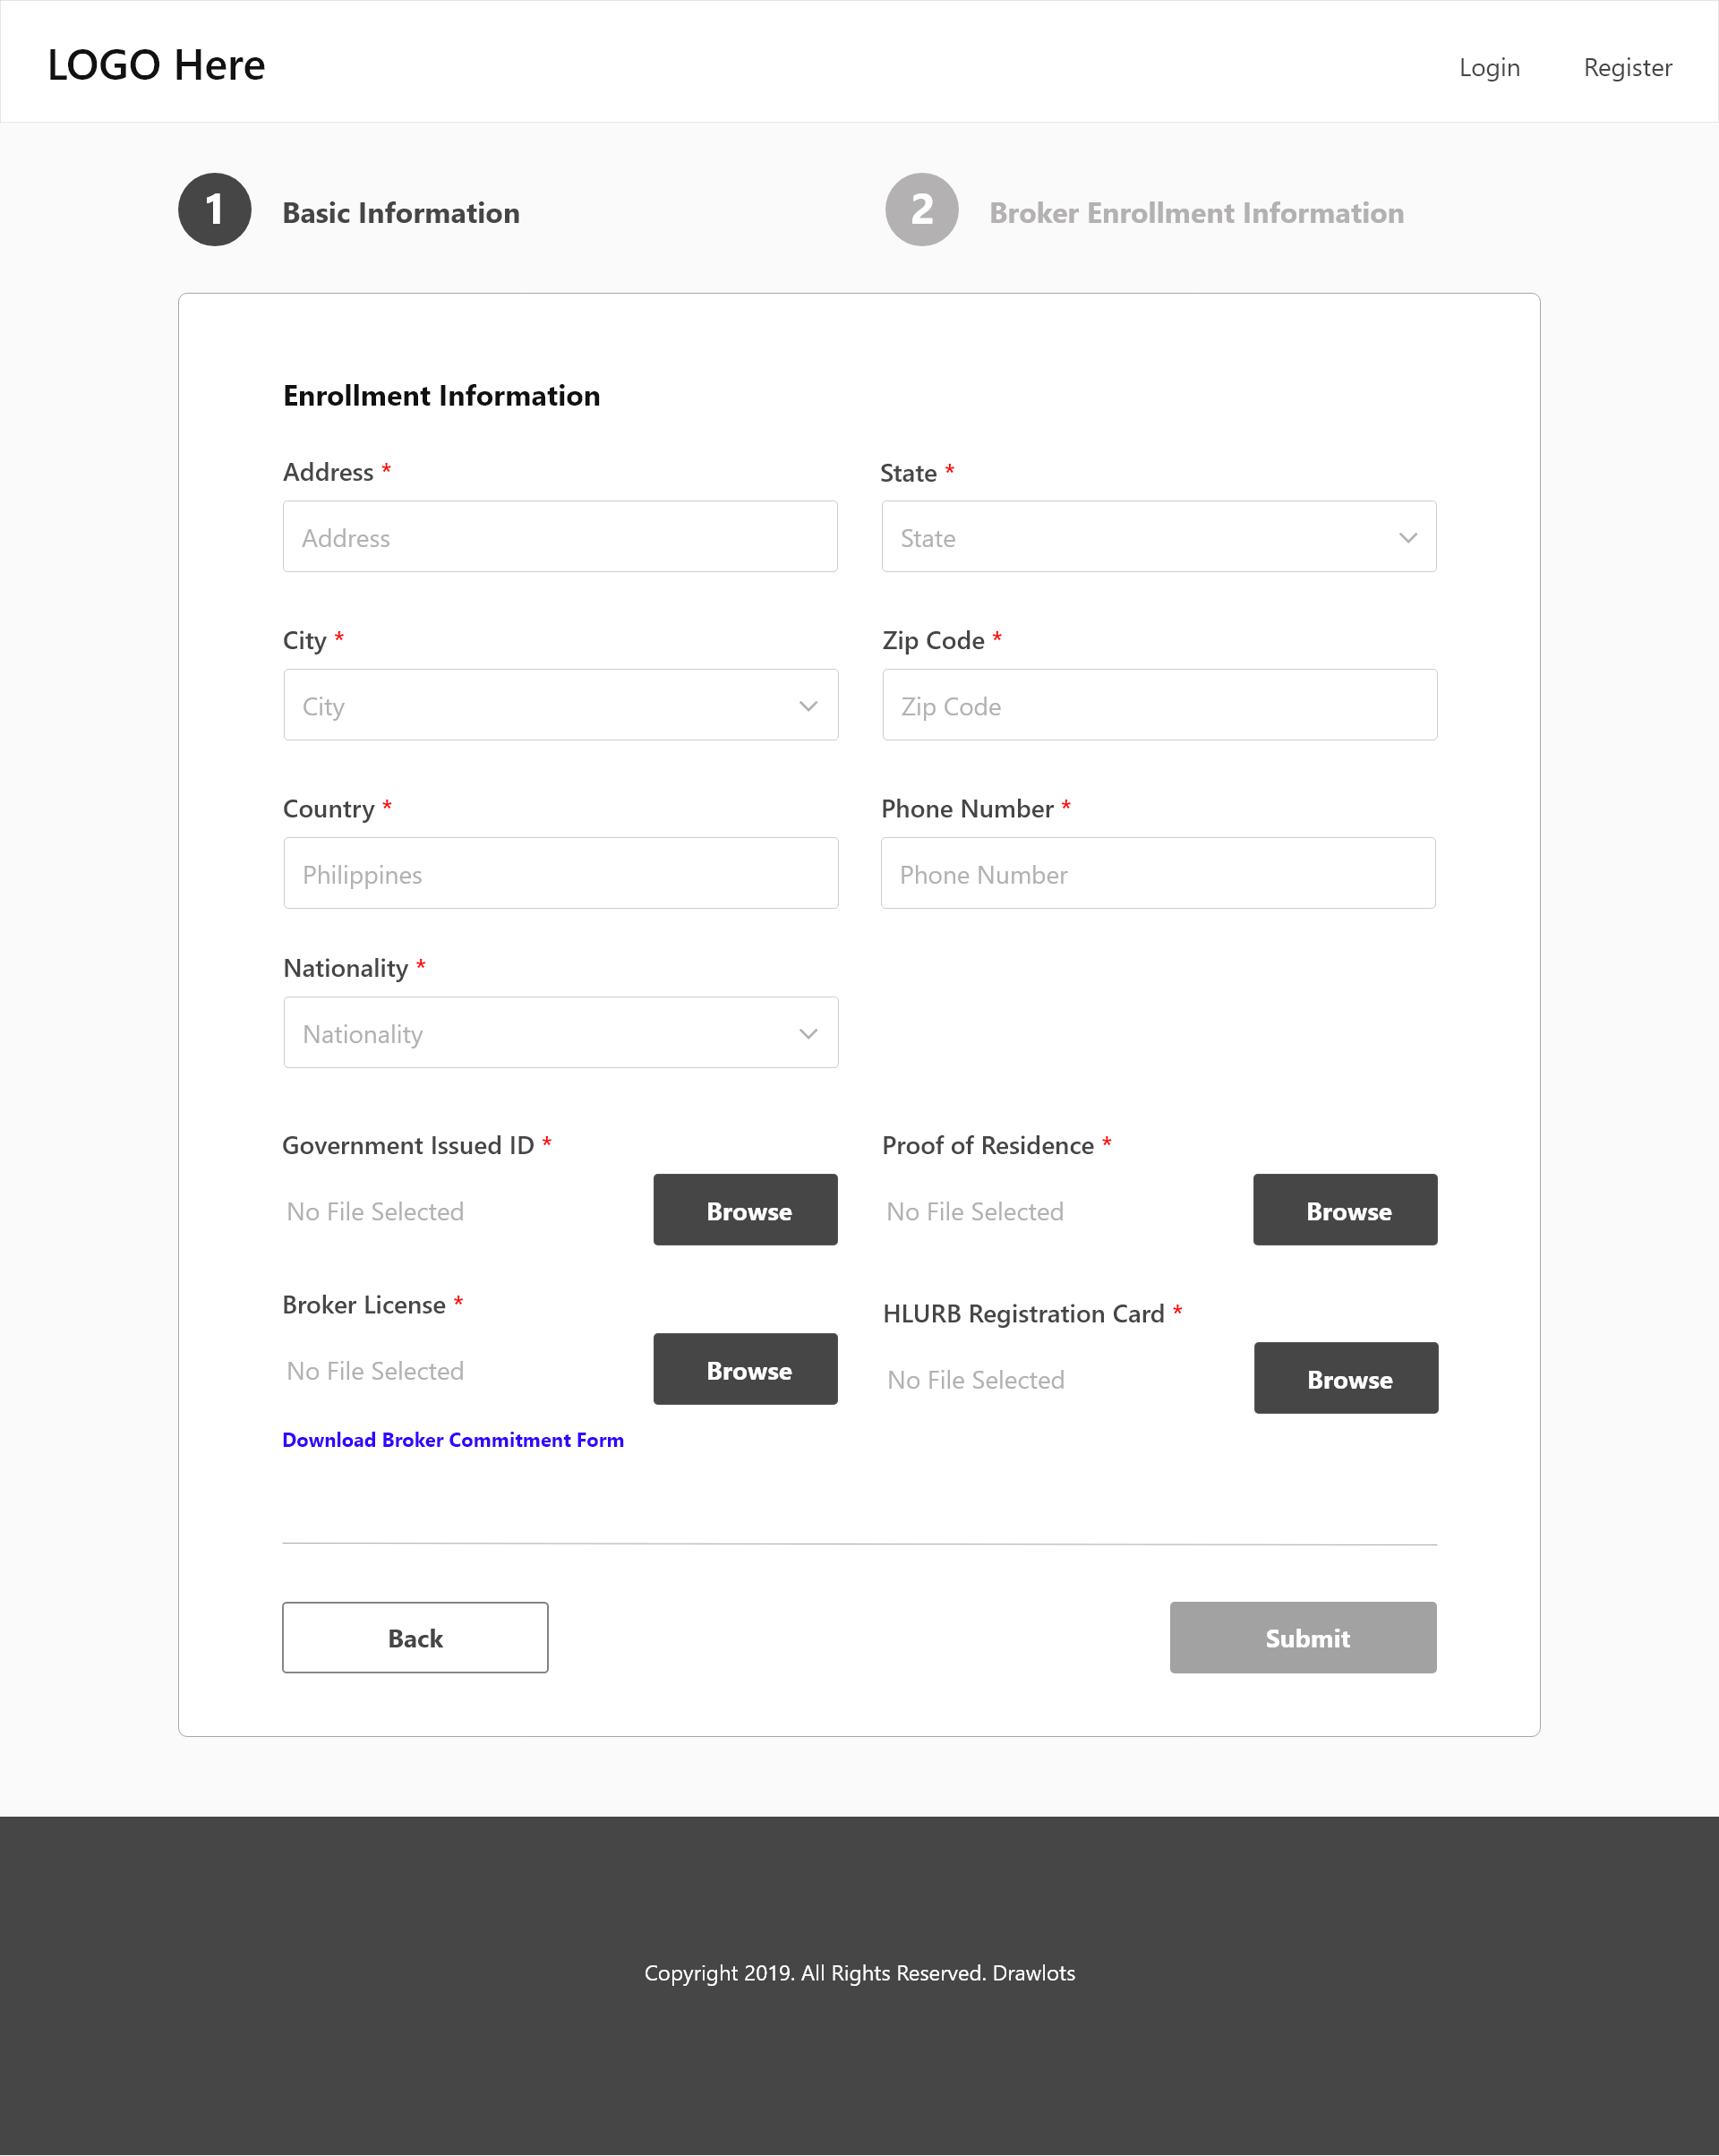 LOGO Here
Login
Register
1
Basic Information
2
Broker Enrollment Information
Enrollment Information
Address *
State *
Address
State
City *
Zip Code *
City
Zip Code
Country *
Phone Number *
Philippines
Phone Number
Nationality *
Nationality
Government Issued ID *
Proof of Residence *
No File Selected
Browse
No File Selected
Browse
Broker License *
HLURB Registration Card *
No File Selected
Browse
No File Selected
Browse
Download Broker Commitment Form
Back
Submit
Copyright 2019. All Rights Reserved. Drawlots